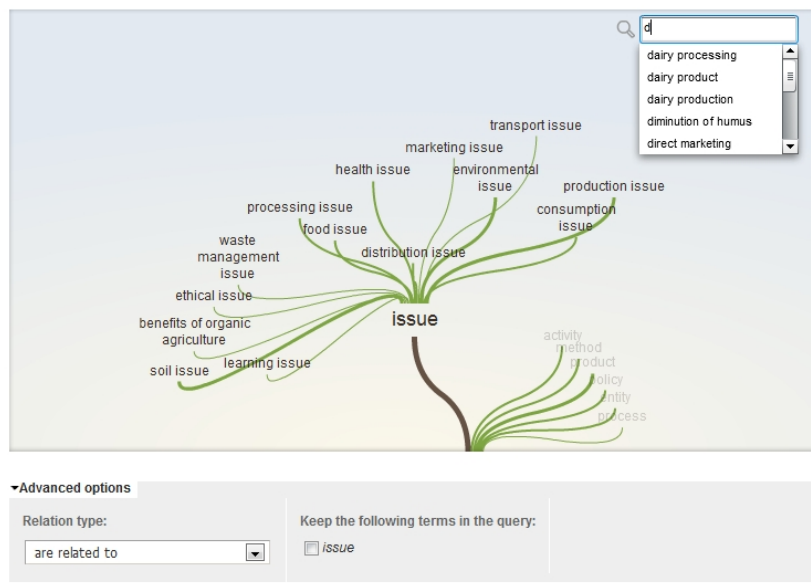 d
dairy processing
dairy product
dairy production
diminution of humus
direct marketing
transport issue
marketing issue
health issue
environmental
issue
production issue
processing issue
consumption
issue
food issue
waste
management
issue
distribution issue
ethical issue
issue
benefits of organic
agriculture
soil issue
learning issue
activity
method
product
policy
entity
process
Advanced options
Relation type:
Keep the following terms in the query:
are related to
issue